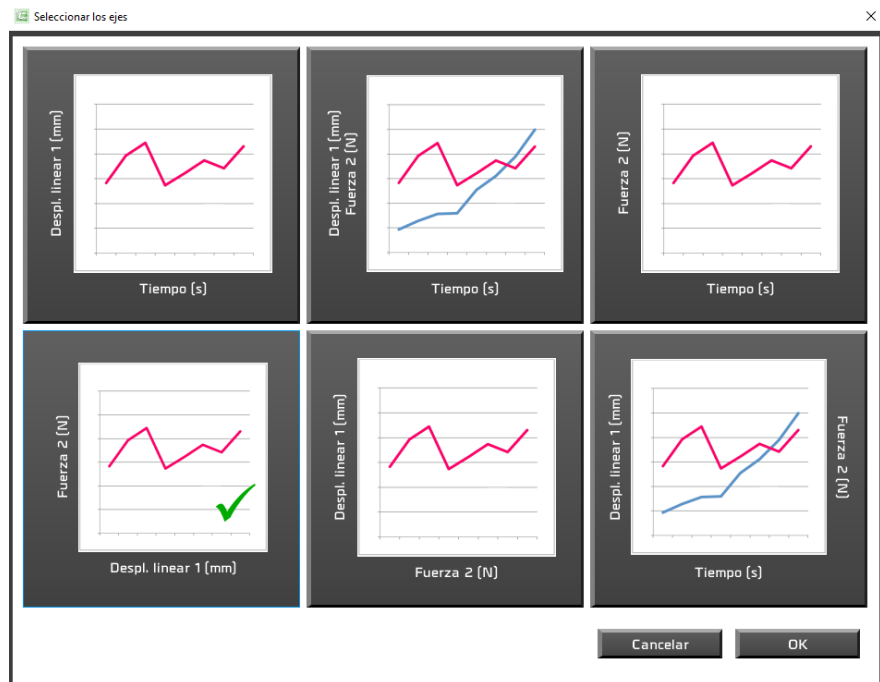 Seleccionar los ejes
Despl. linear 1 (mm)
Tiempo (s)
Despl. linear 1 (mm)
Fuerza 2 (N)
Tiempo (s)
Fuerza 2 (N)
Tiempo (s)
Fuerza 2 (N)
Despl. linear 1 (mm)
Despl. linear 1 (mm)
Fuerza 2 (N)
Despl. linear 1 (mm)
Fuerza 2 (N)
Tiempo (s)
Cancelar
OK